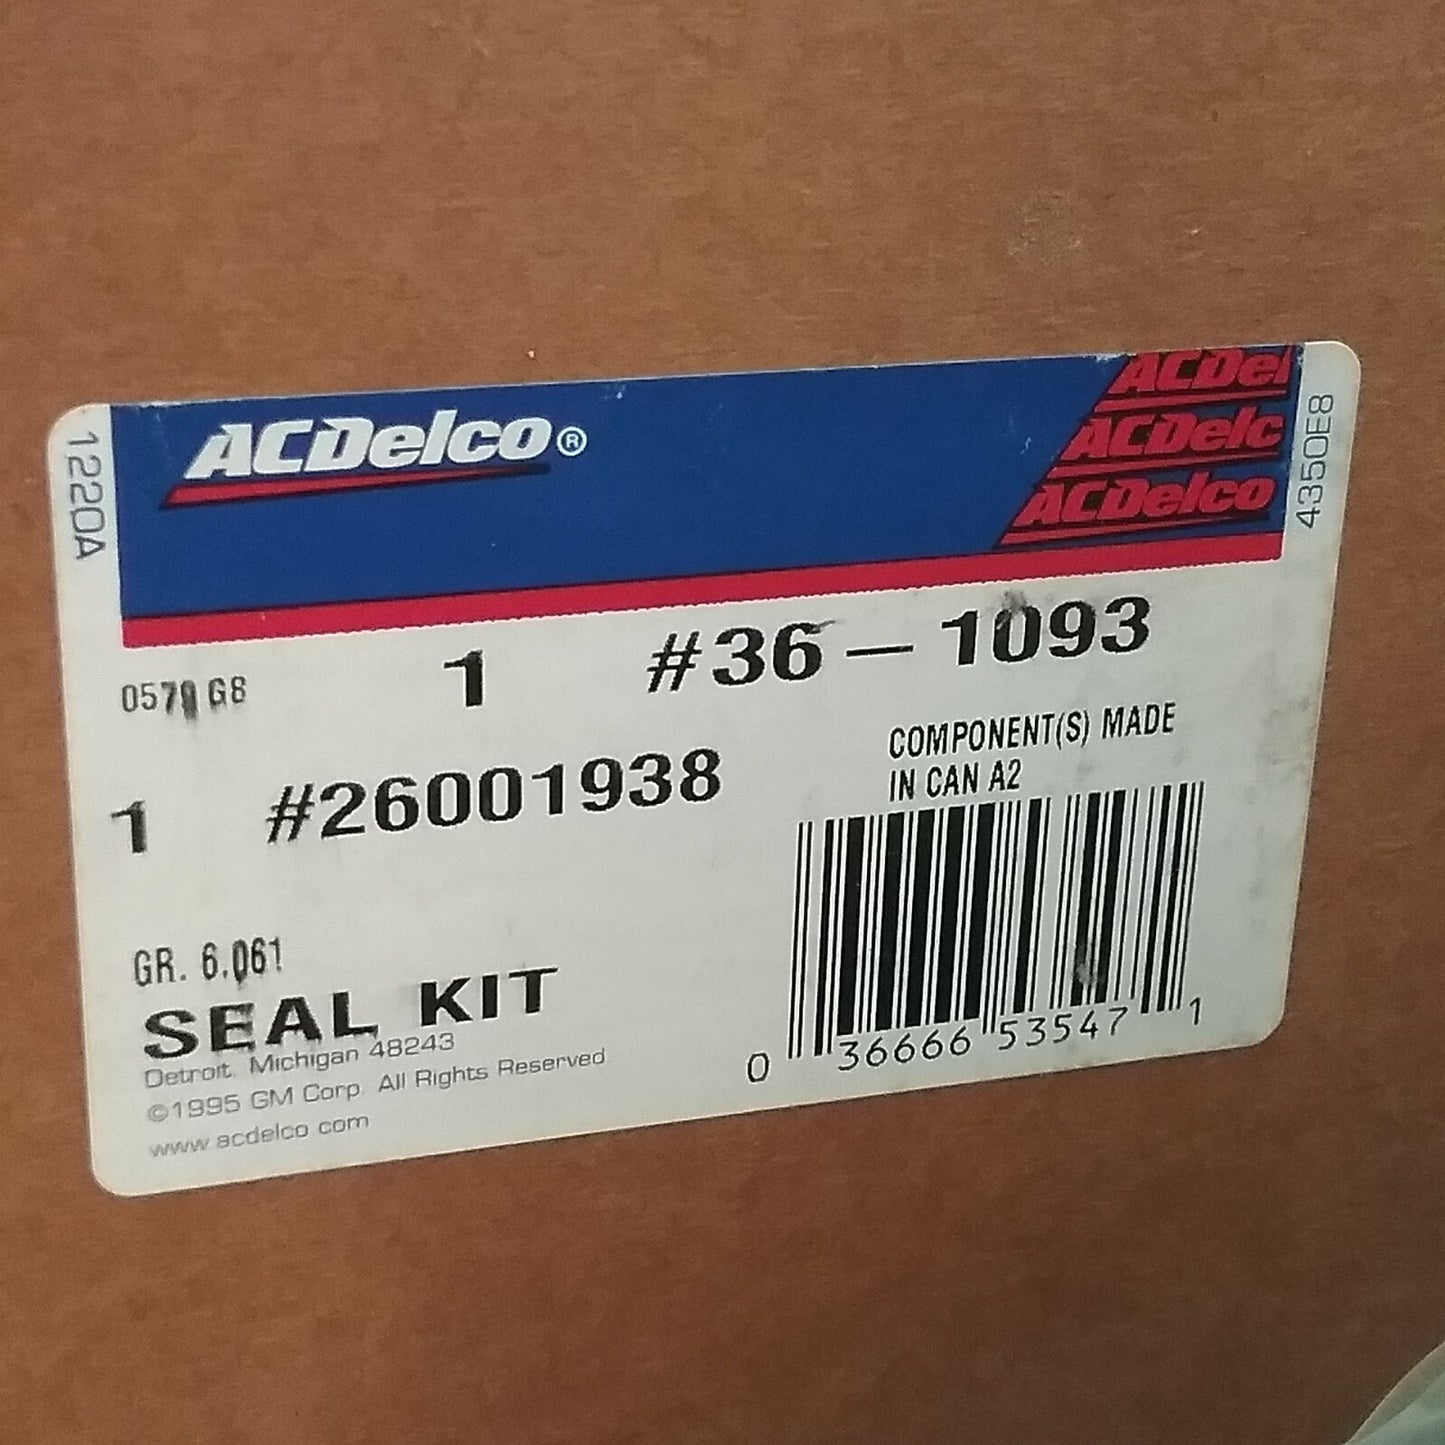 ACDelco®
ACDel
ACDelc
ACDelco
1220A
4350E8
1 #36-1093
G8
COMPONENT(S) MADE
IN CAN A2
1 #26001938
GR. 6.061
SEAL KIT
Detroit, Michigan 48243
©1995 GM Corp. All Rights Reserved
www.acdelco.com
0 36666 53547 1